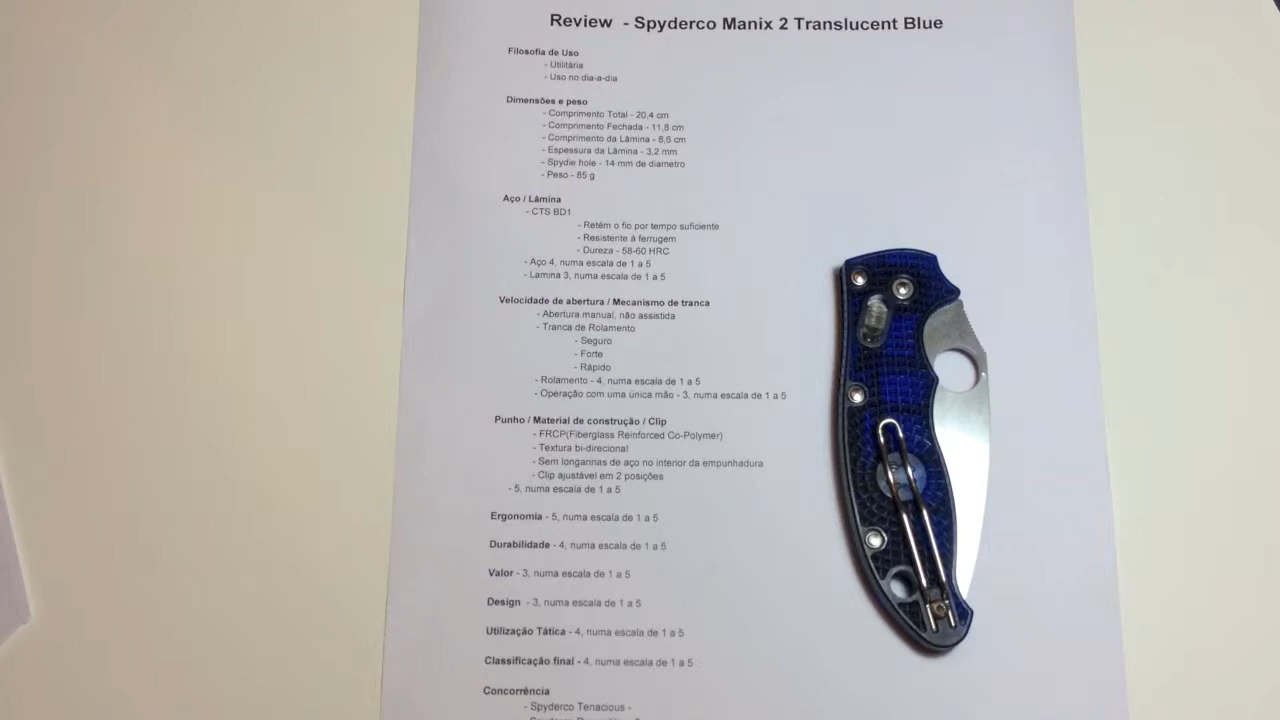 Review - Spyderco Manix 2 Translucent Blue
Filosofia de Uso
- Utilitária
- Uso no dia-a-dia
Dimensões e peso
- Comprimento Total - 20,4 cm
- Comprimento Fechada - 11,8 cm
- Comprimento da Lâmina - 8,6 cm
- Espessura da Lâmina - 3,2 mm
- Spydie hole - 14 mm de diametro
- Peso - 85 g
Aço / Lâmina
- CTS BD1
- Retém o fio por tempo suficiente
- Resistente à ferrugem
- Dureza - 58-60 HRC
- Aço 4, numa escala de 1 a 5
- Lamina 3, numa escala de 1 a 5
Velocidade de abertura / Mecanismo de tranca
- Abertura manual, não assistida
- Tranca de Rolamento
- Seguro
- Forte
- Rápido
- Rolamento - 4, numa escala de 1 a 5
- Operação com uma única mão - 3, numa escala de 1 a 5
Punho / Material de construção / Clip
- FRCP(Fiberglass Reinforced Co-Polymer)
- Textura bi-direcional
- Sem longarinas de aço no interior da empunhadura
- Clip ajustável em 2 posições
- 5, numa escala de 1 a 5
Ergonomia - 5, numa escala de 1 a 5
Durabilidade - 4, numa escala de 1 a 5
Valor - 3, numa escala de 1 a 5
Design - 3, numa escala de 1 a 5
Utilização Tática - 4, numa escala de 1 a 5
Classificação final - 4, numa escala de 1 a 5
Concorrência
- Spyderco Tenacious -